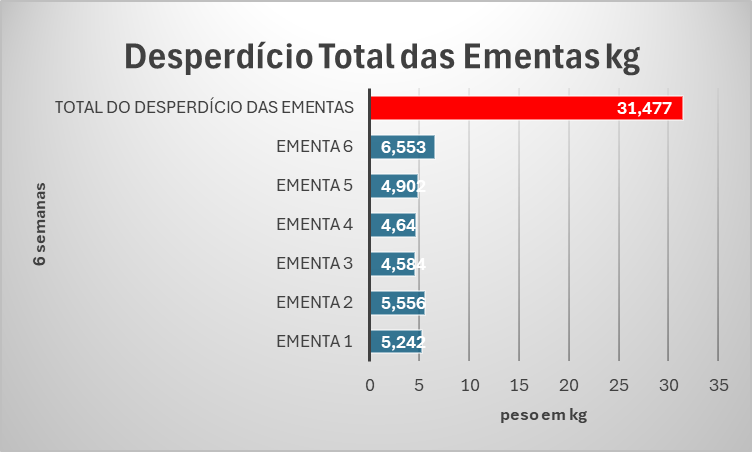 Desperdício Total das Ementas kg
TOTAL DO DESPERDÍCIO DAS EMENTAS 31,477
EMENTA 6 6,553
EMENTA 5 4,902
EMENTA 4 4,64
EMENTA 3 4,584
EMENTA 2 5,556
EMENTA 1 5,242
6 semanas
0 5 10 15 20 25 30 35
peso em kg